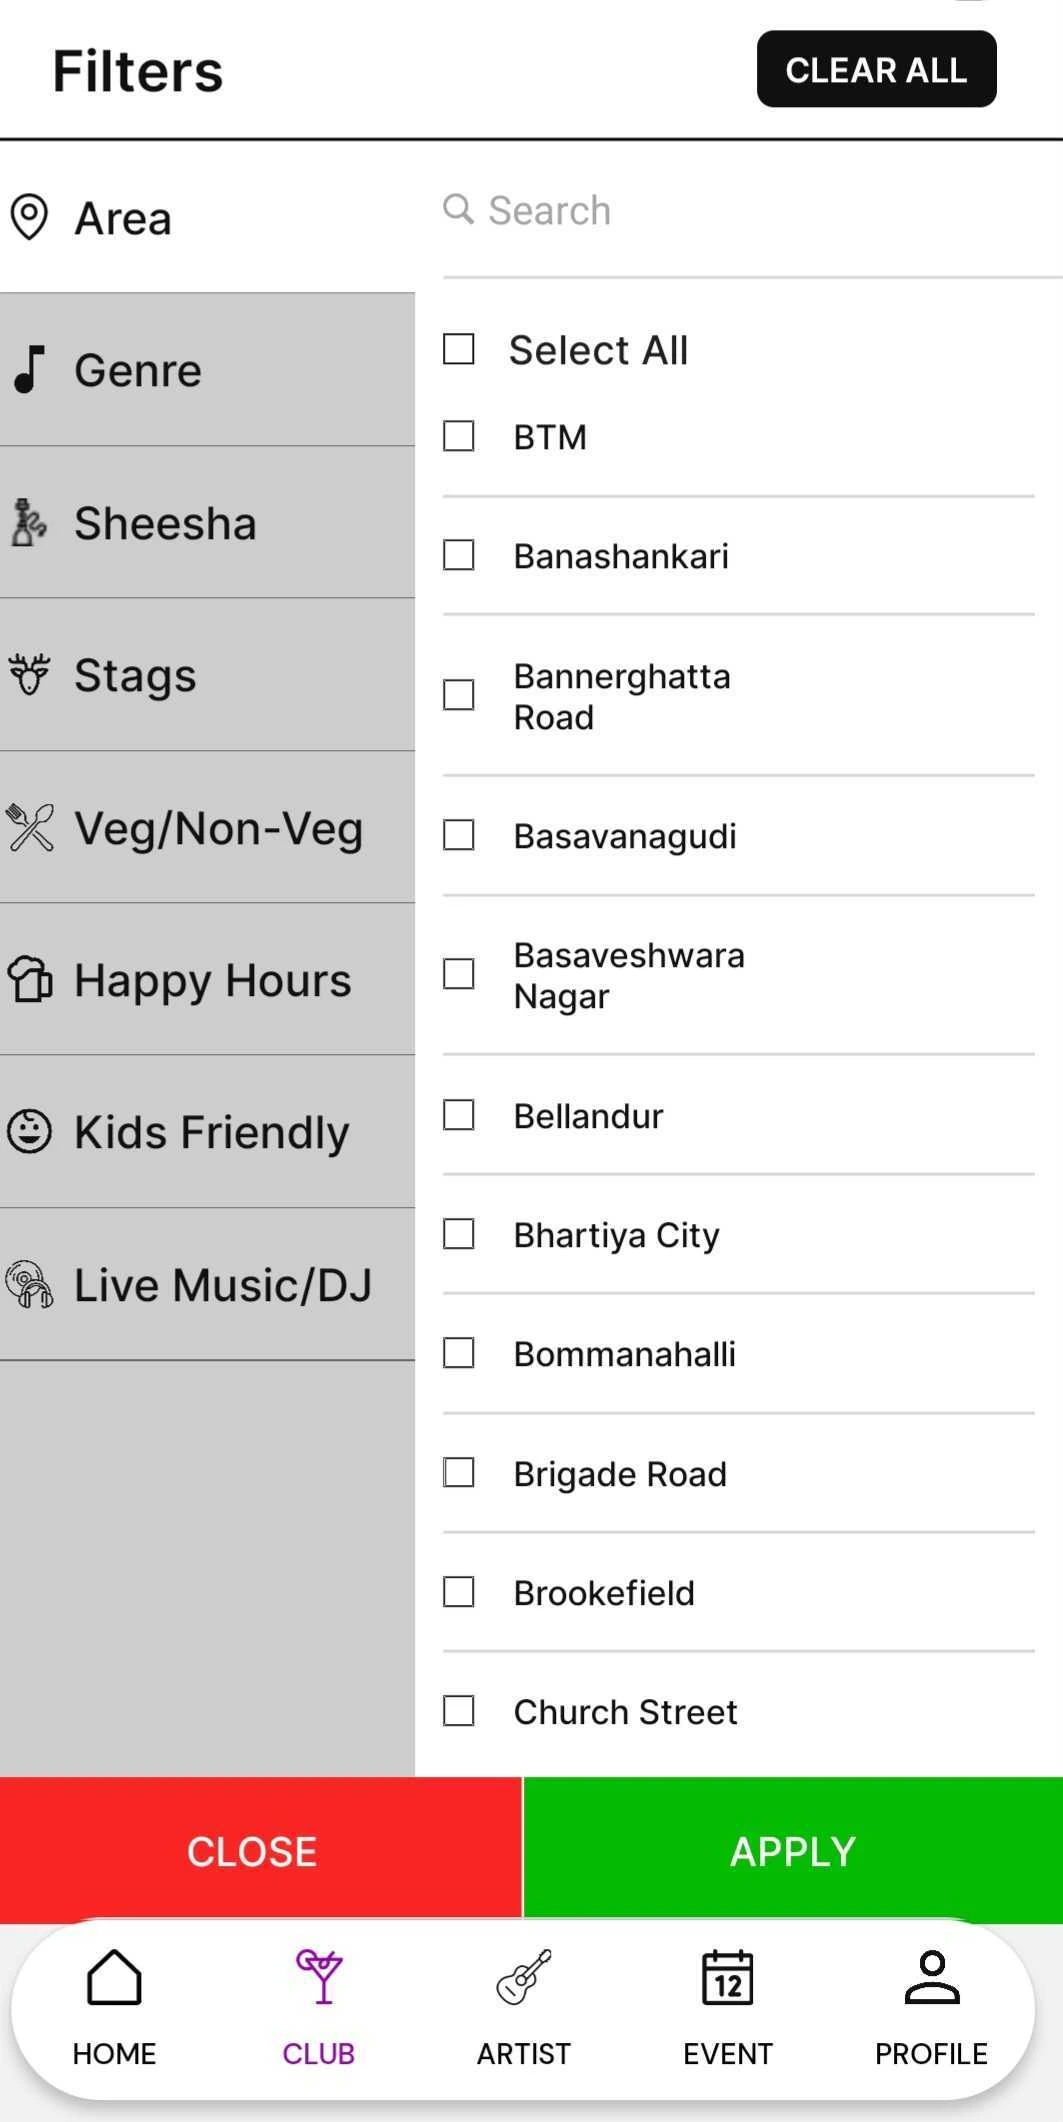 Filters
CLEAR ALL
Area
Genre
Sheesha
Stags
Veg/Non-Veg
Happy Hours
Kids Friendly
Live Music/DJ
Search
Select All
BTM
Banashankari
Bannerghatta
Road
Basavanagudi
Basaveshwara
Nagar
Bellandur
Bhartiya City
Bommanahalli
Brigade Road
Brookefield
Church Street
CLOSE
APPLY
12
HOME
CLUB
ARTIST
EVENT
PROFILE